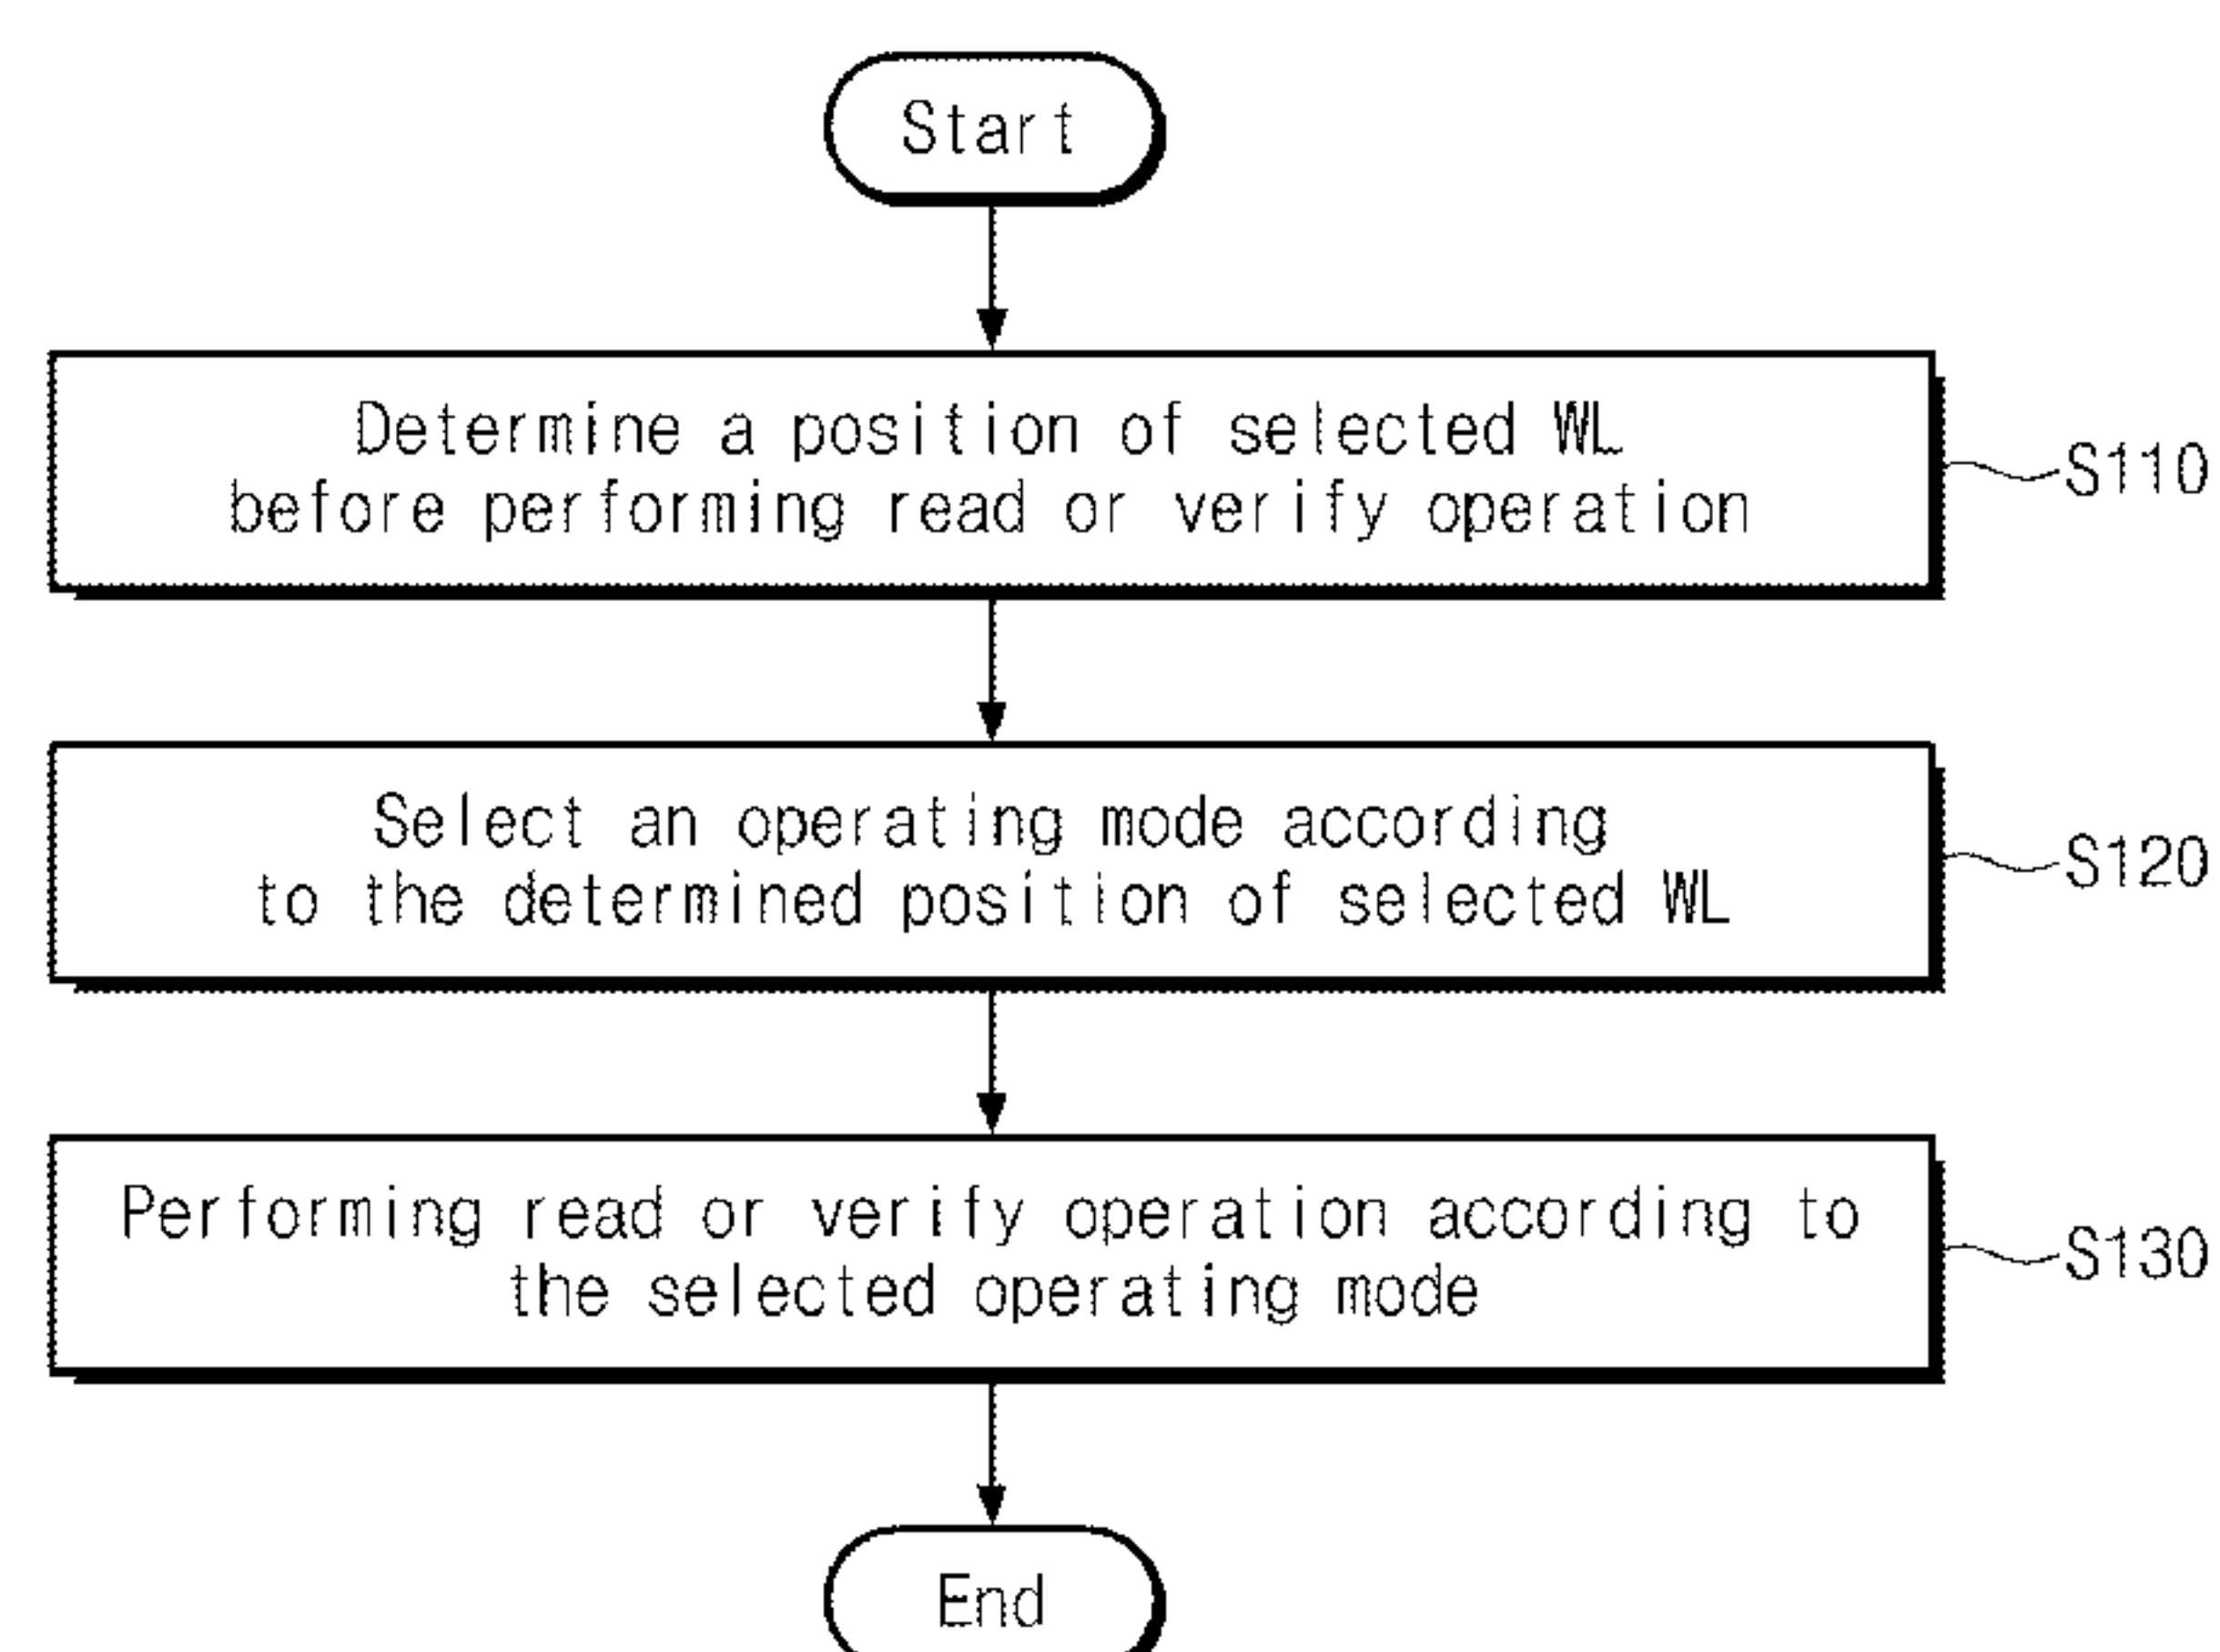 Start
Determine a position of selected WL
before performing read or verify operation
S110
Select an operating mode according
to the determined position of selected WL
S120
Performing read or verify operation according to
the selected operating mode
S130
End